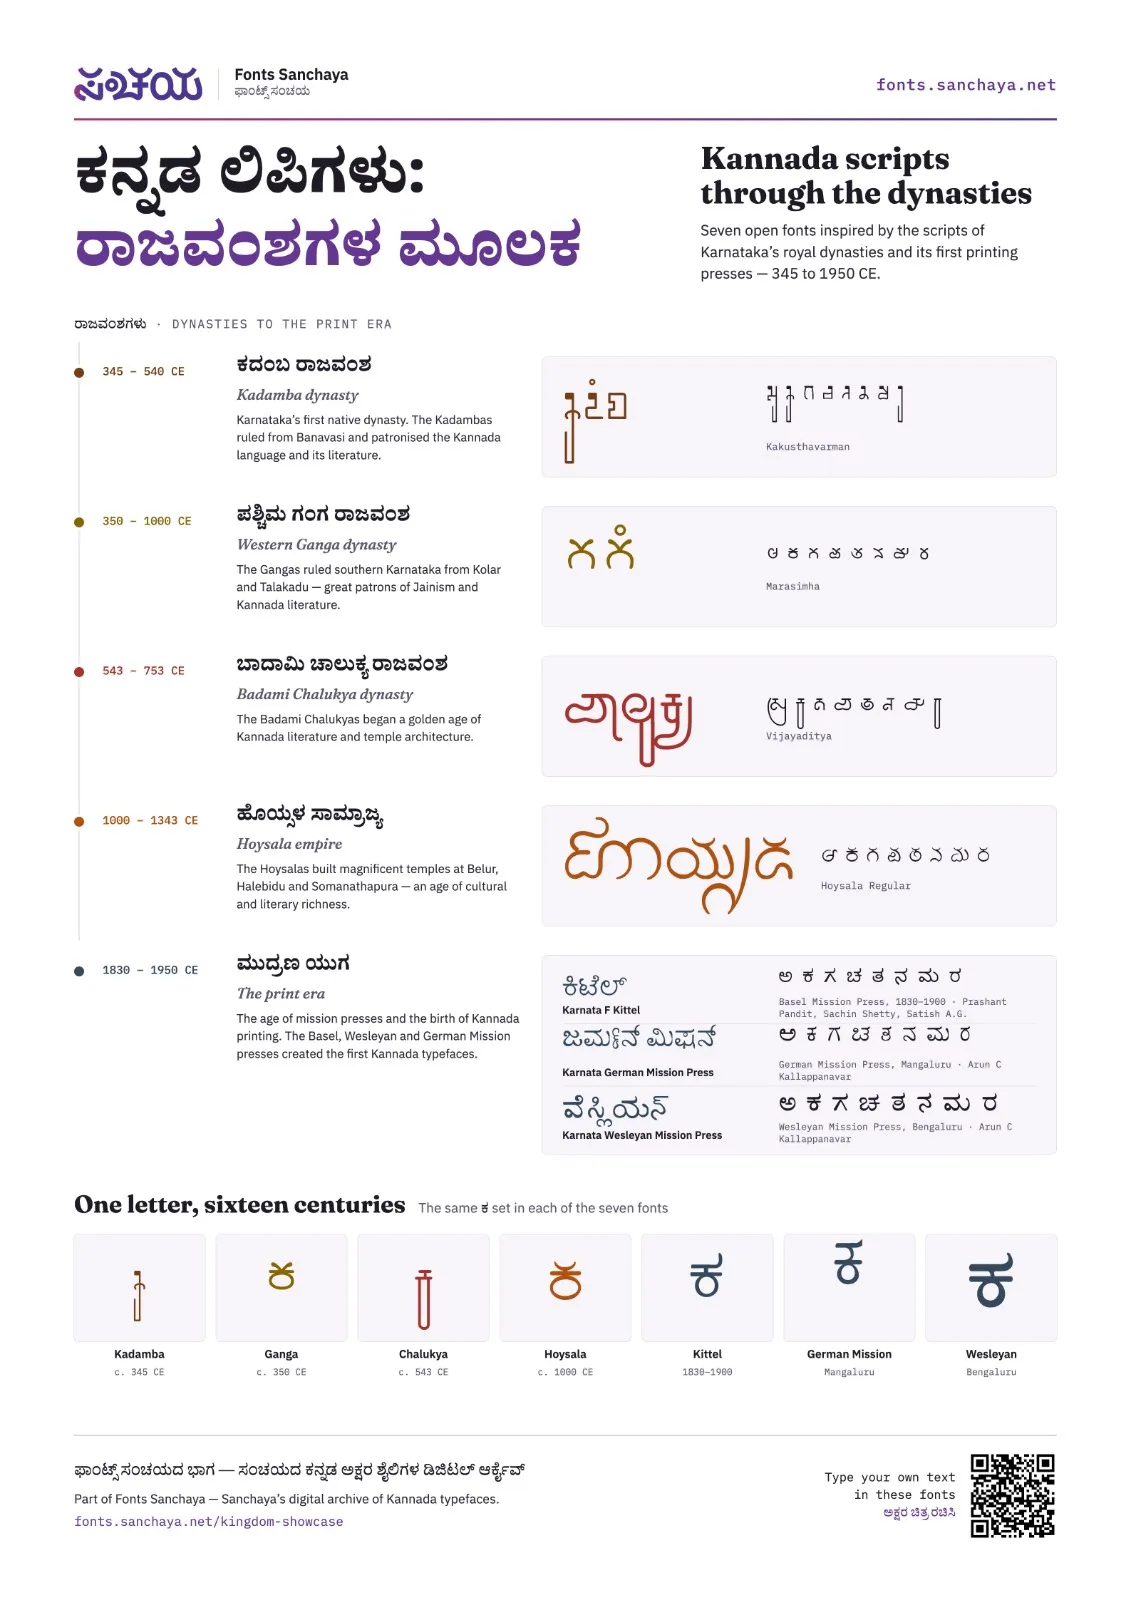 ಸಂಚಯ
Fonts Sanchaya
ಫಾಂಟ್ಸ್ ಸಂಚಯ
fonts.sanchaya.net
ಕನ್ನಡ ಲಿಪಿಗಳು:
ರಾಜವಂಶಗಳ ಮೂಲಕ
Kannada scripts
through the dynasties
Seven open fonts inspired by the scripts of
Karnataka’s royal dynasties and its first printing
presses — 345 to 1950 CE.
ರಾಜವಂಶಗಳು · DYNASTIES TO THE PRINT ERA
345 – 540 CE
ಕದಂಬ ರಾಜವಂಶ
Kadamba dynasty
Karnataka’s first native dynasty. The Kadambas
ruled from Banavasi and patronised the Kannada
language and its literature.
ಕದಂಬ
ಅ ಕ ಗ ಚ ತ ನ ಮ ರ
Kakusthavarman
350 – 1000 CE
ಪಶ್ಚಿಮ ಗಂಗ ರಾಜವಂಶ
Western Ganga dynasty
The Gangas ruled southern Karnataka from Kolar
and Talakadu — great patrons of Jainism and
Kannada literature.
ಗಂಗ
ಅ ಕ ಗ ಚ ತ ನ ಮ ರ
Marasimha
543 – 753 CE
ಬಾದಾಮಿ ಚಾಲುಕ್ಯ ರಾಜವಂಶ
Badami Chalukya dynasty
The Badami Chalukyas began a golden age of
Kannada literature and temple architecture.
ಚಾಲುಕ್ಯ
ಅ ಕ ಗ ಚ ತ ನ ಮ ರ
Vijayaditya
1000 – 1343 CE
ಹೊಯ್ಸಳ ಸಾಮ್ರಾಜ್ಯ
Hoysala empire
The Hoysalas built magnificent temples at Belur,
Halebidu and Somanathapura — an age of cultural
and literary richness.
ಹೊಯ್ಸಳ
ಅ ಕ ಗ ಚ ತ ನ ಮ ರ
Hoysala Regular
1830 – 1950 CE
ಮುದ್ರಣ ಯುಗ
The print era
The age of mission presses and the birth of Kannada
printing. The Basel, Wesleyan and German Mission
presses created the first Kannada typefaces.
ಕಿಟೆಲ್
Karnata F Kittel
ಅ ಕ ಗ ಚ ತ ನ ಮ ರ
Basel Mission Press, 1830–1900 · Prashant
Pandit, Sachin Shetty, Satish A.G.
ಜರ್ಮನ್ ಮಿಷನ್
Karnata German Mission Press
ಅ ಕ ಗ ಚ ತ ನ ಮ ರ
German Mission Press, Mangaluru · Arun C
Kallappanavar
ವೆಸ್ಲಿಯನ್
Karnata Wesleyan Mission Press
ಅ ಕ ಗ ಚ ತ ನ ಮ ರ
Wesleyan Mission Press, Bengaluru · Arun C
Kallappanavar
One letter, sixteen centuries The same ಕ set in each of the seven fonts
ಕ ಕ ಕ ಕ ಕ ಕ ಕ
Kadamba Ganga Chalukya Hoysala Kittel German Mission Wesleyan
c. 345 CE c. 350 CE c. 543 CE c. 1000 CE 1830–1900 Mangaluru Bengaluru
ಫಾಂಟ್ಸ್ ಸಂಚಯದ ಭಾಗ — ಸಂಚಯದ ಕನ್ನಡ ಅಕ್ಷರ ಶೈಲಿಗಳ ಡಿಜಿಟಲ್ ಆರ್ಕೈವ್
Part of Fonts Sanchaya — Sanchaya’s digital archive of Kannada typefaces.
fonts.sanchaya.net/kingdom-showcase
Type your own text
in these fonts
ಅಕ್ಷರ ಚಿತ್ರ ರಚಿಸಿ